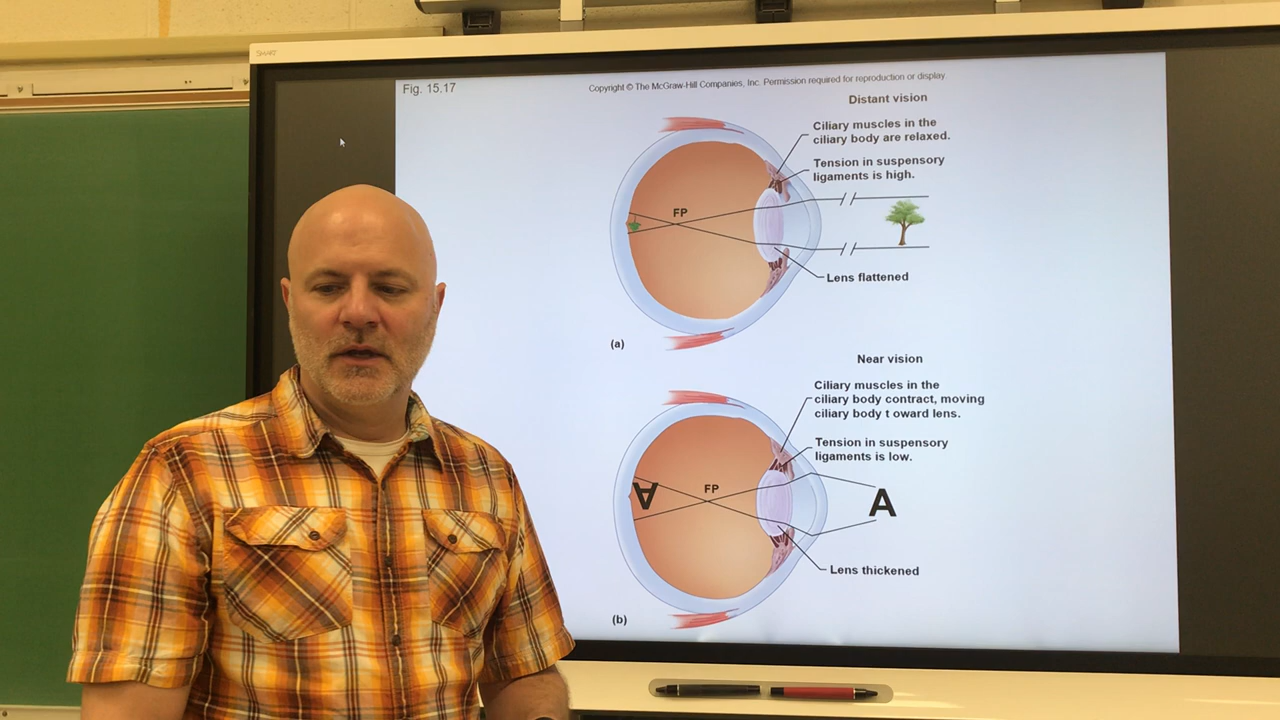 SMART
Fig. 15.17
Copyright © The McGraw-Hill Companies, Inc. Permission required for reproduction or display.
Distant vision
Ciliary muscles in the
ciliary body are relaxed.
Tension in suspensory
ligaments is high.
FP
Lens flattened
(a)
Near vision
Ciliary muscles in the
ciliary body contract, moving
ciliary body t oward lens.
Tension in suspensory
ligaments is low.
FP
A
A
Lens thickened
(b)